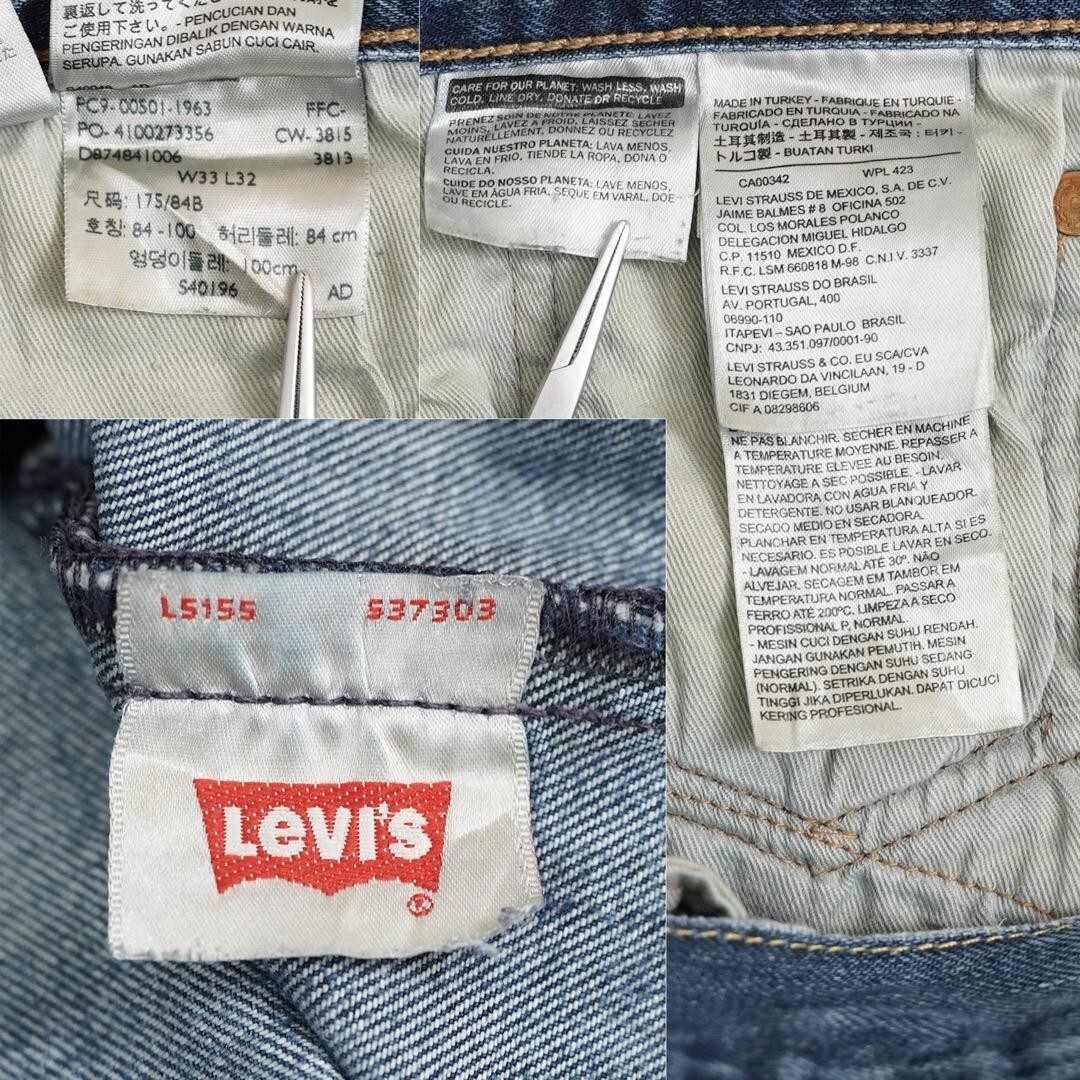 裏返して洗ってくだ
ご使用下さい。- PENCUCIAN DAN
PENGERINGAN DIBALIK DENGAN WARNA
SERUPA. GUNAKAN SABUN CUCI CAIR.
PC9-00501-1963 FFC-
PO-4100273356 CW-3815
D874841006 3813
W33 L32
尺码: 175/84B
호칭: 84-100 허리둘레: 84 cm
엉덩이둘레: 100cm
S40196 AD
CARE FOR OUR PLANET: WASH LESS, WASH
COLD, LINE DRY, DONATE OR RECYCLE
PRENEZ SOIN DE NOTRE PLANÈTE: LAVEZ
MOINS, LAVEZ A FROID, LAISSEZ SECHER
NATURELLEMENT, DONNEZ OU RECYCLEZ
CUIDA NUESTRO PLANETA: LAVA MENOS,
LAVA EN FRIO, TIENDE LA ROPA, DONA O
RECICLA.
CUIDE DO NOSSO PLANETA: LAVE MENOS,
LAVE EM ÁGUA FRIA, SEQUE EM VARAL, DOE
OU RECICLE.
MADE IN TURKEY - FABRIQUE EN TURQUIE -
FABRICADO EN TURQUIA - FABRICADO NA
TURQUÍA - СДЕЛАНО В ТУРЦИИ -
土耳其制造 - 土耳其製 - 제조국 : 터키 -
トルコ製 - BUATAN TURKI
CA00342 WPL 423
LEVI STRAUSS DE MEXICO, S.A. DE C.V.
JAIME BALMES # 8 OFICINA 502
COL. LOS MORALES POLANCO
DELEGACION MIGUEL HIDALGO
C.P. 11510 MEXICO D.F.
R.F.C. LSM 660818 M-98 C.N.I.V. 3337
LEVI STRAUSS DO BRASIL
AV. PORTUGAL, 400
06990-110
ITAPEVI – SAO PAULO BRASIL
CNPJ: 43.351.097/0001-90
LEVI STRAUSS & CO. EU SCA/CVA
LEONARDO DA VINCILAAN, 19 - D
1831 DIEGEM, BELGIUM
CIF A 08298606
NE PAS BLANCHIR. SECHER EN MACHINE
A TEMPERATURE MOYENNE. REPASSER A
TEMPERATURE ELEVEE AU BESOIN.
NETTOYAGE A SEC POSSIBLE. - LAVAR
EN LAVADORA CON AGUA FRIA Y
DETERGENTE. NO USAR BLANQUEADOR.
SECADO MEDIO EN SECADORA.
PLANCHAR EN TEMPERATURA ALTA SI ES
NECESARIO. ES POSIBLE LAVAR EN SECO.
- LAVAGEM NORMAL ATÉ 30º. NÃO
ALVEJAR. SECAGEM EM TAMBOR EM
TEMPERATURA NORMAL. PASSAR A
FERRO ATÉ 200ºC. LIMPEZA A SECO
PROFISSIONAL P, NORMAL.
- MESIN CUCI DENGAN SUHU RENDAH.
JANGAN GUNAKAN PEMUTIH. MESIN
PENGERING DENGAN SUHU SEDANG
(NORMAL). SETRIKA DENGAN SUHU
TINGGI JIKA DIPERLUKAN. DAPAT DICUCI
KERING PROFESIONAL.
L5155 537303
Levi's
®